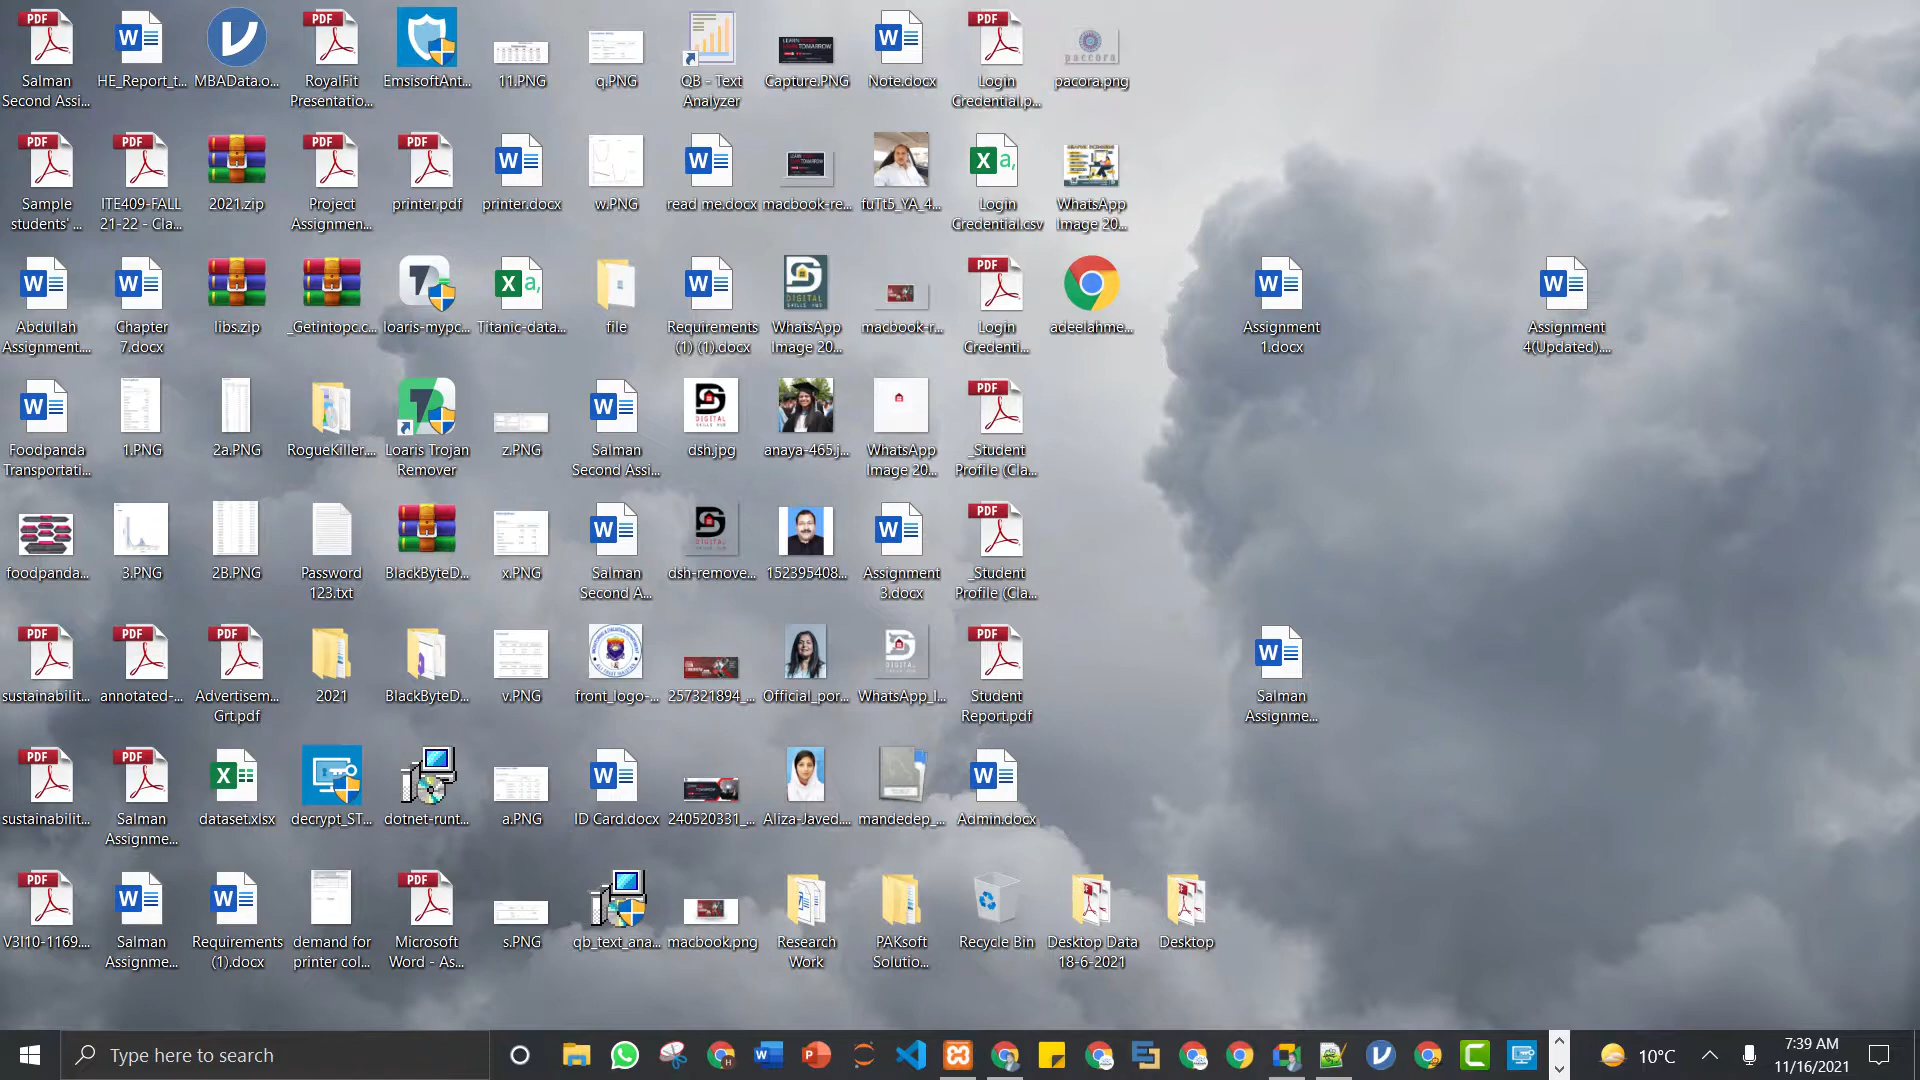 Salman
Second Assi...
HE_Report_t...
MBAData.o...
RoyalFit
Presentatio...
EmsisoftAnt...
11.PNG
q.PNG
QB - Text
Analyzer
Capture.PNG
Note.docx
Login
Credential.p...
pacora.png
Sample
students' ...
ITE409-FALL
21-22 - Cla...
2021.zip
Project
Assignmen...
printer.pdf
printer.docx
w.PNG
read me.docx
macbook-re...
fuTt5_YA_4...
Login
Credential.csv
WhatsApp
Image 20...
Abdullah
Assignment....
Chapter
7.docx
libs.zip
_Getintopc.c...
loaris-mypc...
Titanic-data...
file
Requirements
(1) (1).docx
WhatsApp
Image 20...
macbook-r...
Login
Credenti...
adeelahme...
Assignment
1.docx
Assignment
4(Updated)....
Foodpanda
Transportati...
1.PNG
2a.PNG
RogueKiller....
Loaris Trojan
Remover
z.PNG
Salman
Second Assi...
dsh.jpg
anaya-465.j...
WhatsApp
Image 20...
_Student
Profile (Cla...
foodpanda...
3.PNG
2B.PNG
Password
123.txt
BlackByteD...
x.PNG
Salman
Second A...
dsh-remove...
152395408...
Assignment
3.docx
_Student
Profile (Cla...
sustainabilit...
annotated-...
Advertisem...
Grt.pdf
2021
BlackByteD...
v.PNG
front_logo-...
257321894_...
Official_por...
WhatsApp_I...
Student
Report.pdf
Salman
Assignme...
sustainabilit...
Salman
Assignme...
dataset.xlsx
decrypt_ST...
dotnet-runt...
a.PNG
ID Card.docx
240520331_...
Aliza-Javed....
mandedep_...
Admin.docx
V3I10-1169....
Salman
Assignme...
Requirements
(1).docx
demand for
printer col...
Microsoft
Word - As...
s.PNG
qb_text_ana...
macbook.png
Research
Work
PAKsoft
Solutio...
Recycle Bin
Desktop Data
18-6-2021
Desktop
Type here to search
10°C
7:39 AM
11/16/2021